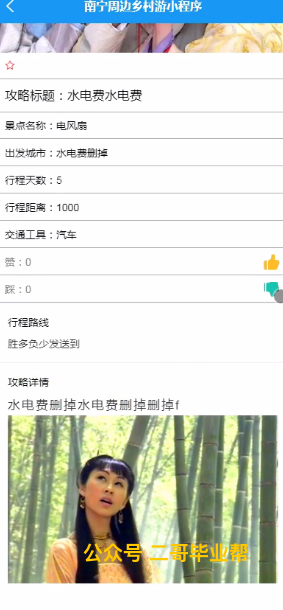 南宁周边乡村游小程序
攻略标题：水电费水电费
景点名称：电风扇
出发城市：水电费删掉
行程天数：5
行程距离：1000
交通工具：汽车
赞：0
踩：0
行程路线
胜多负少发送到
攻略详情
水电费删掉水电费删掉删掉f
公众号 二哥毕业帮